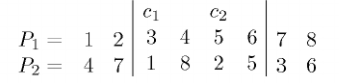 c₁ c₂
P₁ = 1 2 3 4 5 6 7 8
P₂ = 4 7 1 8 2 5 3 6